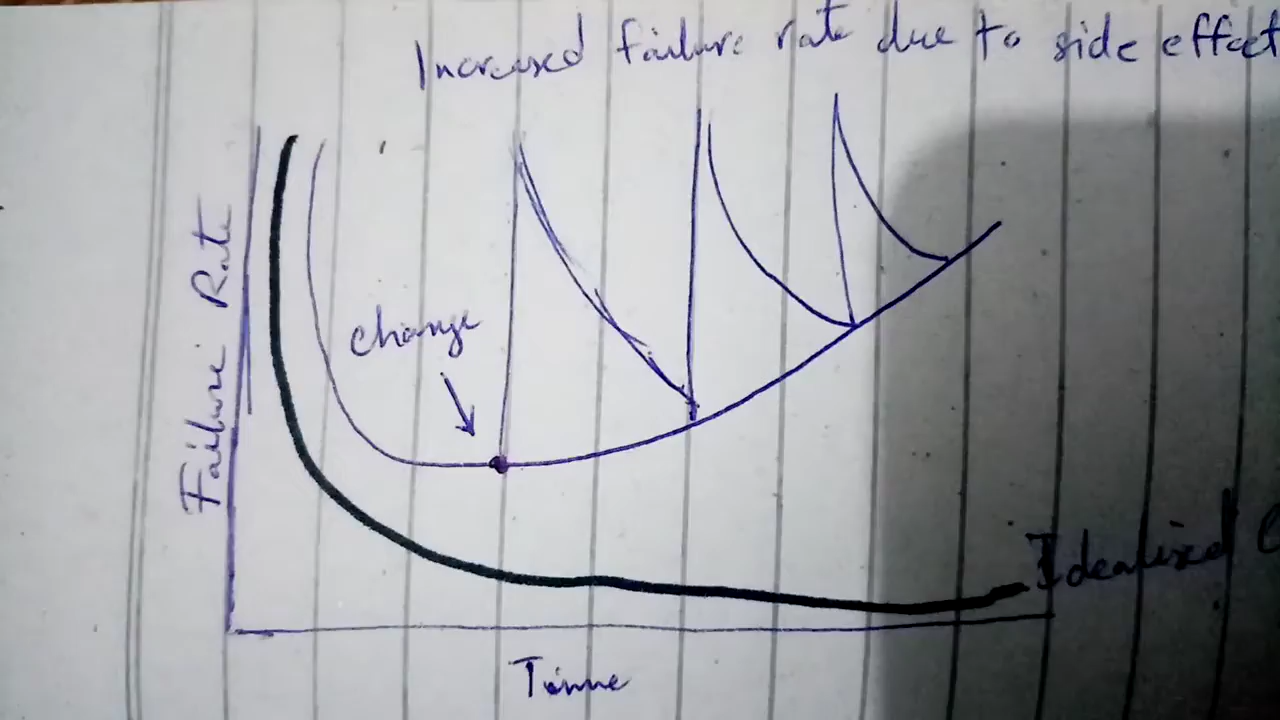 Increased failure rate due to side effect
Failure Rate
change
Idealized
Time